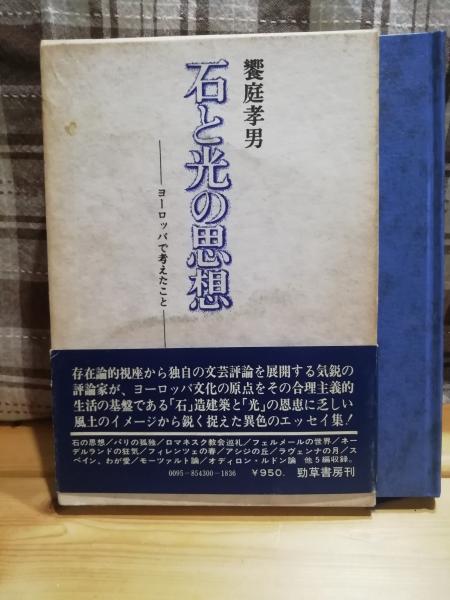 饗庭孝男
石と光の思想
――ヨーロッパで考えたこと――
存在論的視座から独自の文芸評論を展開する気鋭の
評論家が、ヨーロッパ文化の原点をその合理主義的
生活の基盤である「石」造建築と「光」の恩恵に乏しい
風土のイメージから鋭く捉えた異色のエッセイ集！
石の思想／パリの孤独／ロマネスク教会巡礼／フェルメールの世界／ネー
デルランドの狂気／フィレンツェの春／アシジの丘／ラヴェンナの月／ス
ペイン、わが愛／モーツァルト論／オディロン・ルドン論 他5編収録。
0095-854300-1836 ￥950. 勁草書房刊